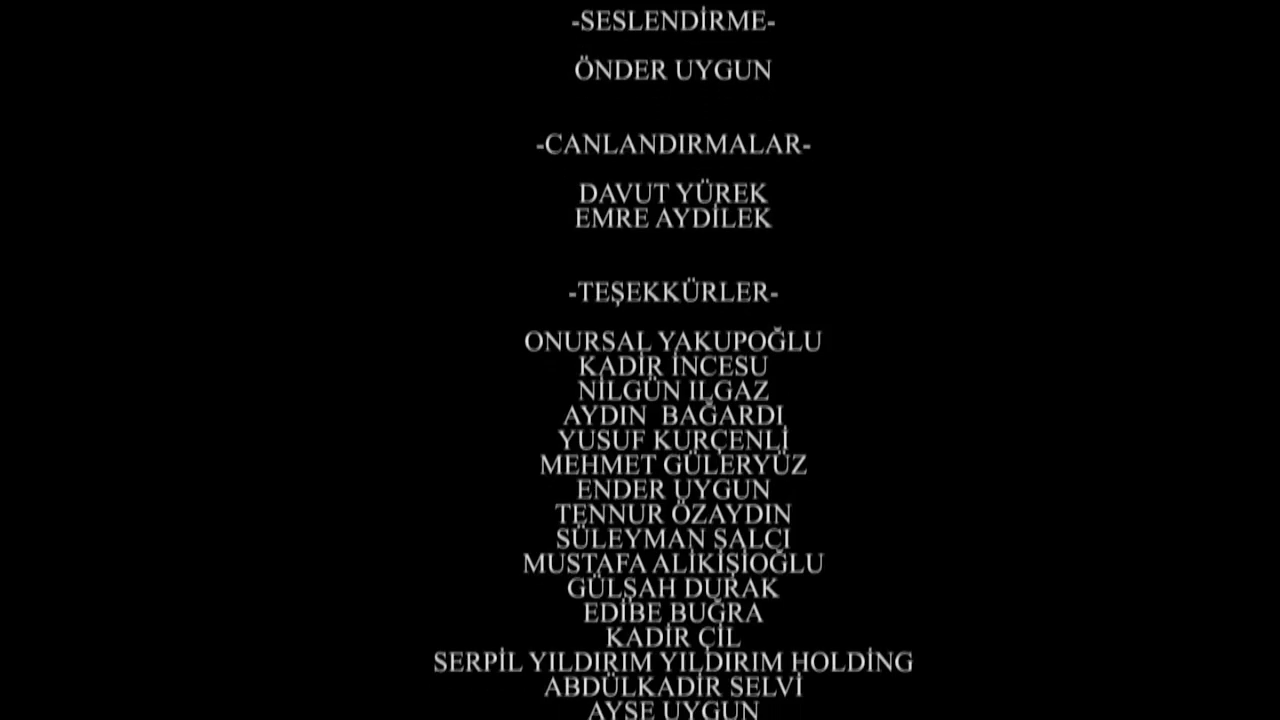 -SESLENDİRME-
ÖNDER UYGUN
-CANLANDIRMALAR-
DAVUT YÜREK
EMRE AYDİLEK
-TEŞEKKÜRLER-
ONURSAL YAKUPOĞLU
KADİR İNCESU
NİLGÜN ILGAZ
AYDIN BAĞARDI
YUSUF KURÇENLİ
MEHMET GÜLERYÜZ
ENDER UYGUN
TENNUR ÖZAYDIN
SÜLEYMAN SALCI
MUSTAFA ALİKİŞİOĞLU
GÜLŞAH DURAK
EDİBE BUĞRA
KADİR ÇİL
SERPİL YILDIRIM YILDIRIM HOLDİNG
ABDÜLKADİR SELVİ
AYŞE UYGUN